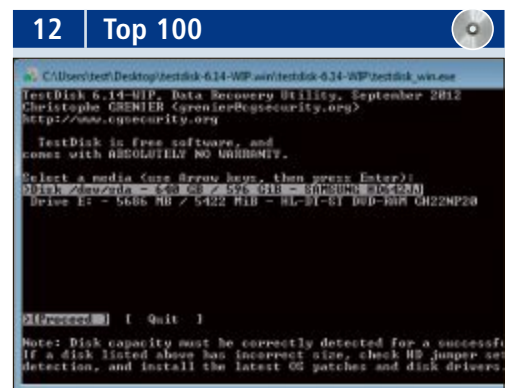 12 Top 100
C:\Users\test\Desktop\testdisk-6.14-WIP.win\testdisk-6.14-WIP\testdisk_win.exe
TestDisk 6.14-WIP, Data Recovery Utility, September 2012
Christophe GRENIER <grenier@cgsecurity.org>
http://www.cgsecurity.org
TestDisk is free software, and
comes with ABSOLUTELY NO WARRANTY.
Select a media (use Arrow keys, then press Enter):
>Disk /dev/sda - 640 GB / 596 GiB - SAMSUNG HD642JJ
Drive E: - 5686 MB / 5422 MiB - HL-DT-ST DVD-RAM GH22NP20
>[Proceed ] [ Quit ]
Note: Disk capacity must be correctly detected for a successfu
If a disk listed above has incorrect size, check HD jumper set
detection, and install the latest OS patches and disk drivers.